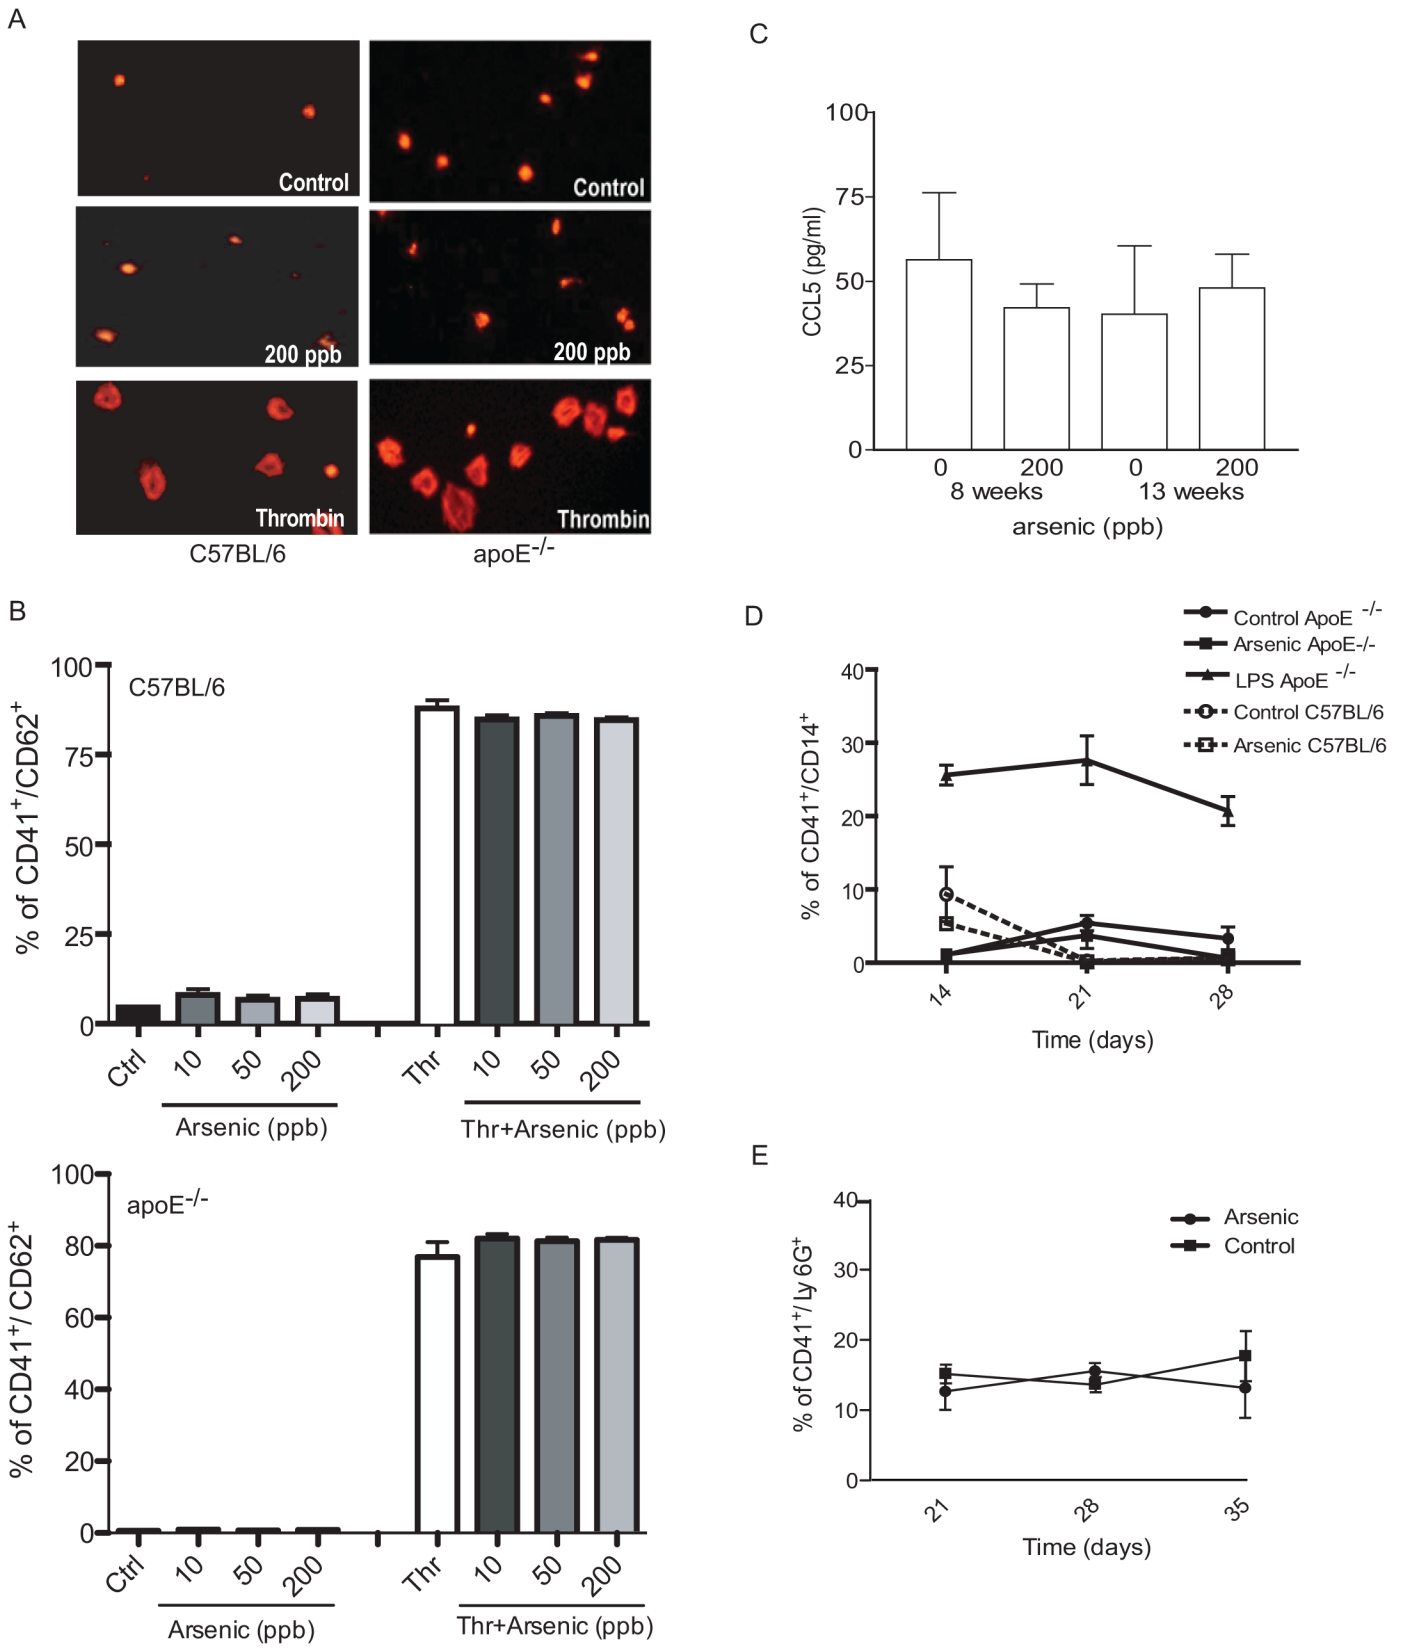 A
Control
Control
200 ppb
200 ppb
Thrombin
Thrombin
C57BL/6
apoE-/-
B
100
75
50
25
0
% of CD41+/CD62+
C57BL/6
Ctrl
10
50
200
Thr
10
50
200
Arsenic (ppb)
Thr+Arsenic (ppb)
100
80
60
40
20
0
% of CD41+/ CD62+
apoE-/-
Ctrl
10
50
200
Thr
10
50
200
Arsenic (ppb)
Thr+Arsenic (ppb)
C
100
75
50
25
0
CCL5 (pg/ml)
0
200
0
200
8 weeks
13 weeks
arsenic (ppb)
D
Control ApoE -/-
Arsenic ApoE-/-
LPS ApoE -/-
Control C57BL/6
Arsenic C57BL/6
40
30
20
10
0
% of CD41+/CD14+
14
21
28
Time (days)
E
40
30
20
10
0
% of CD41+/ Ly 6G+
Arsenic
Control
21
28
35
Time (days)